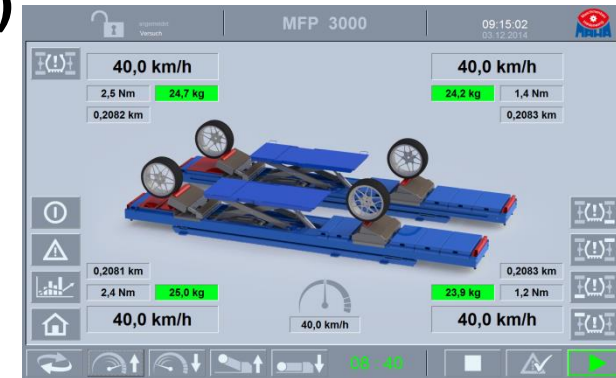 )
angemeldet
Versuch
MFP 3000
09:15:02
03.12.2014
MAHA
40,0 km/h
40,0 km/h
2,5 Nm
24,7 kg
24,2 kg
1,4 Nm
0,2082 km
0,2083 km
0,2081 km
0,2083 km
2,4 Nm
25,0 kg
23,9 kg
1,2 Nm
40,0 km/h
40,0 km/h
40,0 km/h
08:40